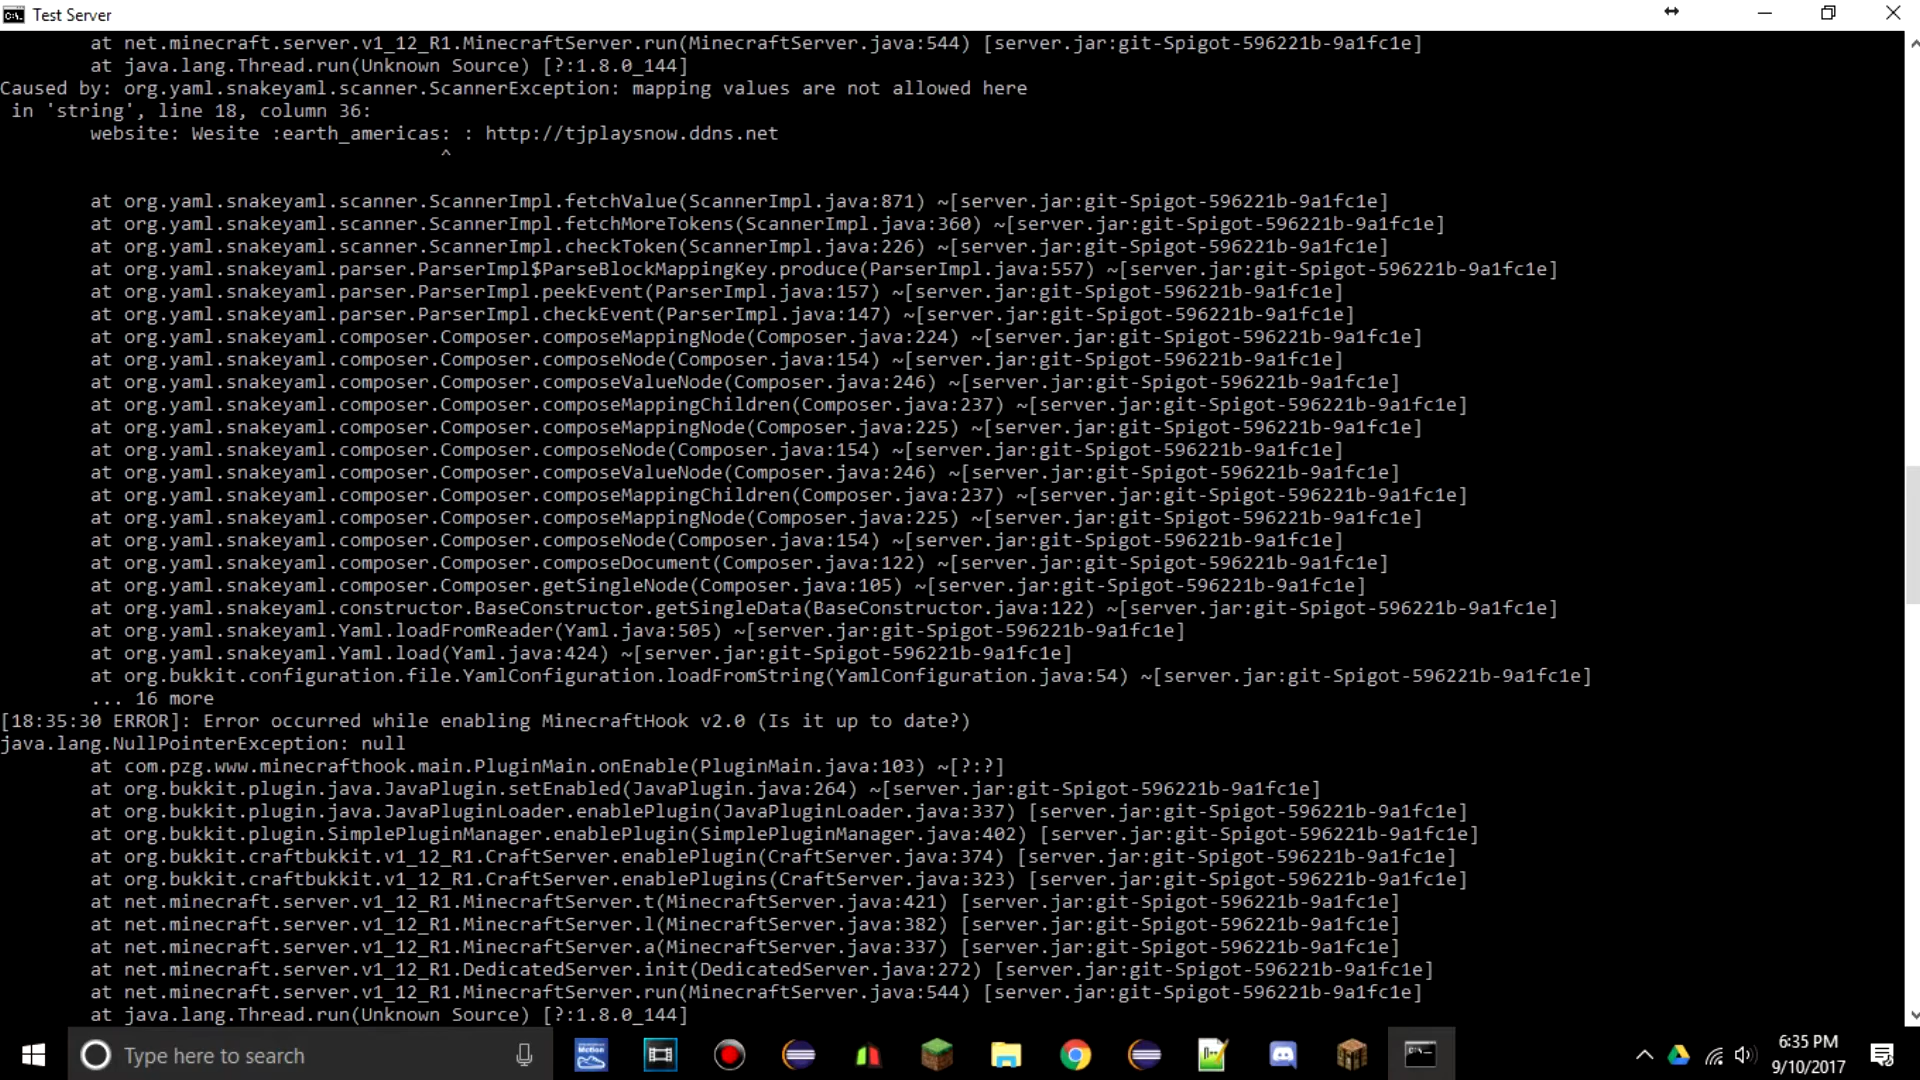 Test Server
at net.minecraft.server.v1_12_R1.MinecraftServer.run(MinecraftServer.java:544) [server.jar:git-Spigot-596221b-9a1fc1e]
at java.lang.Thread.run(Unknown Source) [?:1.8.0_144]
Caused by: org.yaml.snakeyaml.scanner.ScannerException: mapping values are not allowed here
in 'string', line 18, column 36:
website: Wesite :earth_americas: : http://tjplaysnow.ddns.net
^
at org.yaml.snakeyaml.scanner.ScannerImpl.fetchValue(ScannerImpl.java:871) ~[server.jar:git-Spigot-596221b-9a1fc1e]
at org.yaml.snakeyaml.scanner.ScannerImpl.fetchMoreTokens(ScannerImpl.java:360) ~[server.jar:git-Spigot-596221b-9a1fc1e]
at org.yaml.snakeyaml.scanner.ScannerImpl.checkToken(ScannerImpl.java:226) ~[server.jar:git-Spigot-596221b-9a1fc1e]
at org.yaml.snakeyaml.parser.ParserImpl$ParseBlockMappingKey.produce(ParserImpl.java:557) ~[server.jar:git-Spigot-596221b-9a1fc1e]
at org.yaml.snakeyaml.parser.ParserImpl.peekEvent(ParserImpl.java:157) ~[server.jar:git-Spigot-596221b-9a1fc1e]
at org.yaml.snakeyaml.parser.ParserImpl.checkEvent(ParserImpl.java:147) ~[server.jar:git-Spigot-596221b-9a1fc1e]
at org.yaml.snakeyaml.composer.Composer.composeMappingNode(Composer.java:224) ~[server.jar:git-Spigot-596221b-9a1fc1e]
at org.yaml.snakeyaml.composer.Composer.composeNode(Composer.java:154) ~[server.jar:git-Spigot-596221b-9a1fc1e]
at org.yaml.snakeyaml.composer.Composer.composeValueNode(Composer.java:246) ~[server.jar:git-Spigot-596221b-9a1fc1e]
at org.yaml.snakeyaml.composer.Composer.composeMappingChildren(Composer.java:237) ~[server.jar:git-Spigot-596221b-9a1fc1e]
at org.yaml.snakeyaml.composer.Composer.composeMappingNode(Composer.java:225) ~[server.jar:git-Spigot-596221b-9a1fc1e]
at org.yaml.snakeyaml.composer.Composer.composeNode(Composer.java:154) ~[server.jar:git-Spigot-596221b-9a1fc1e]
at org.yaml.snakeyaml.composer.Composer.composeValueNode(Composer.java:246) ~[server.jar:git-Spigot-596221b-9a1fc1e]
at org.yaml.snakeyaml.composer.Composer.composeMappingChildren(Composer.java:237) ~[server.jar:git-Spigot-596221b-9a1fc1e]
at org.yaml.snakeyaml.composer.Composer.composeMappingNode(Composer.java:225) ~[server.jar:git-Spigot-596221b-9a1fc1e]
at org.yaml.snakeyaml.composer.Composer.composeNode(Composer.java:154) ~[server.jar:git-Spigot-596221b-9a1fc1e]
at org.yaml.snakeyaml.composer.Composer.composeDocument(Composer.java:122) ~[server.jar:git-Spigot-596221b-9a1fc1e]
at org.yaml.snakeyaml.composer.Composer.getSingleNode(Composer.java:105) ~[server.jar:git-Spigot-596221b-9a1fc1e]
at org.yaml.snakeyaml.constructor.BaseConstructor.getSingleData(BaseConstructor.java:122) ~[server.jar:git-Spigot-596221b-9a1fc1e]
at org.yaml.snakeyaml.Yaml.loadFromReader(Yaml.java:505) ~[server.jar:git-Spigot-596221b-9a1fc1e]
at org.yaml.snakeyaml.Yaml.load(Yaml.java:424) ~[server.jar:git-Spigot-596221b-9a1fc1e]
at org.bukkit.configuration.file.YamlConfiguration.loadFromString(YamlConfiguration.java:54) ~[server.jar:git-Spigot-596221b-9a1fc1e]
... 16 more
[18:35:30 ERROR]: Error occurred while enabling MinecraftHook v2.0 (Is it up to date?)
java.lang.NullPointerException: null
at com.pzg.www.minecrafthook.main.PluginMain.onEnable(PluginMain.java:103) ~[?:?]
at org.bukkit.plugin.java.JavaPlugin.setEnabled(JavaPlugin.java:264) ~[server.jar:git-Spigot-596221b-9a1fc1e]
at org.bukkit.plugin.java.JavaPluginLoader.enablePlugin(JavaPluginLoader.java:337) [server.jar:git-Spigot-596221b-9a1fc1e]
at org.bukkit.plugin.SimplePluginManager.enablePlugin(SimplePluginManager.java:402) [server.jar:git-Spigot-596221b-9a1fc1e]
at org.bukkit.craftbukkit.v1_12_R1.CraftServer.enablePlugin(CraftServer.java:374) [server.jar:git-Spigot-596221b-9a1fc1e]
at org.bukkit.craftbukkit.v1_12_R1.CraftServer.enablePlugins(CraftServer.java:323) [server.jar:git-Spigot-596221b-9a1fc1e]
at net.minecraft.server.v1_12_R1.MinecraftServer.t(MinecraftServer.java:421) [server.jar:git-Spigot-596221b-9a1fc1e]
at net.minecraft.server.v1_12_R1.MinecraftServer.l(MinecraftServer.java:382) [server.jar:git-Spigot-596221b-9a1fc1e]
at net.minecraft.server.v1_12_R1.MinecraftServer.a(MinecraftServer.java:337) [server.jar:git-Spigot-596221b-9a1fc1e]
at net.minecraft.server.v1_12_R1.DedicatedServer.init(DedicatedServer.java:272) [server.jar:git-Spigot-596221b-9a1fc1e]
at net.minecraft.server.v1_12_R1.MinecraftServer.run(MinecraftServer.java:544) [server.jar:git-Spigot-596221b-9a1fc1e]
at java.lang.Thread.run(Unknown Source) [?:1.8.0_144]
Type here to search
6:35 PM
9/10/2017